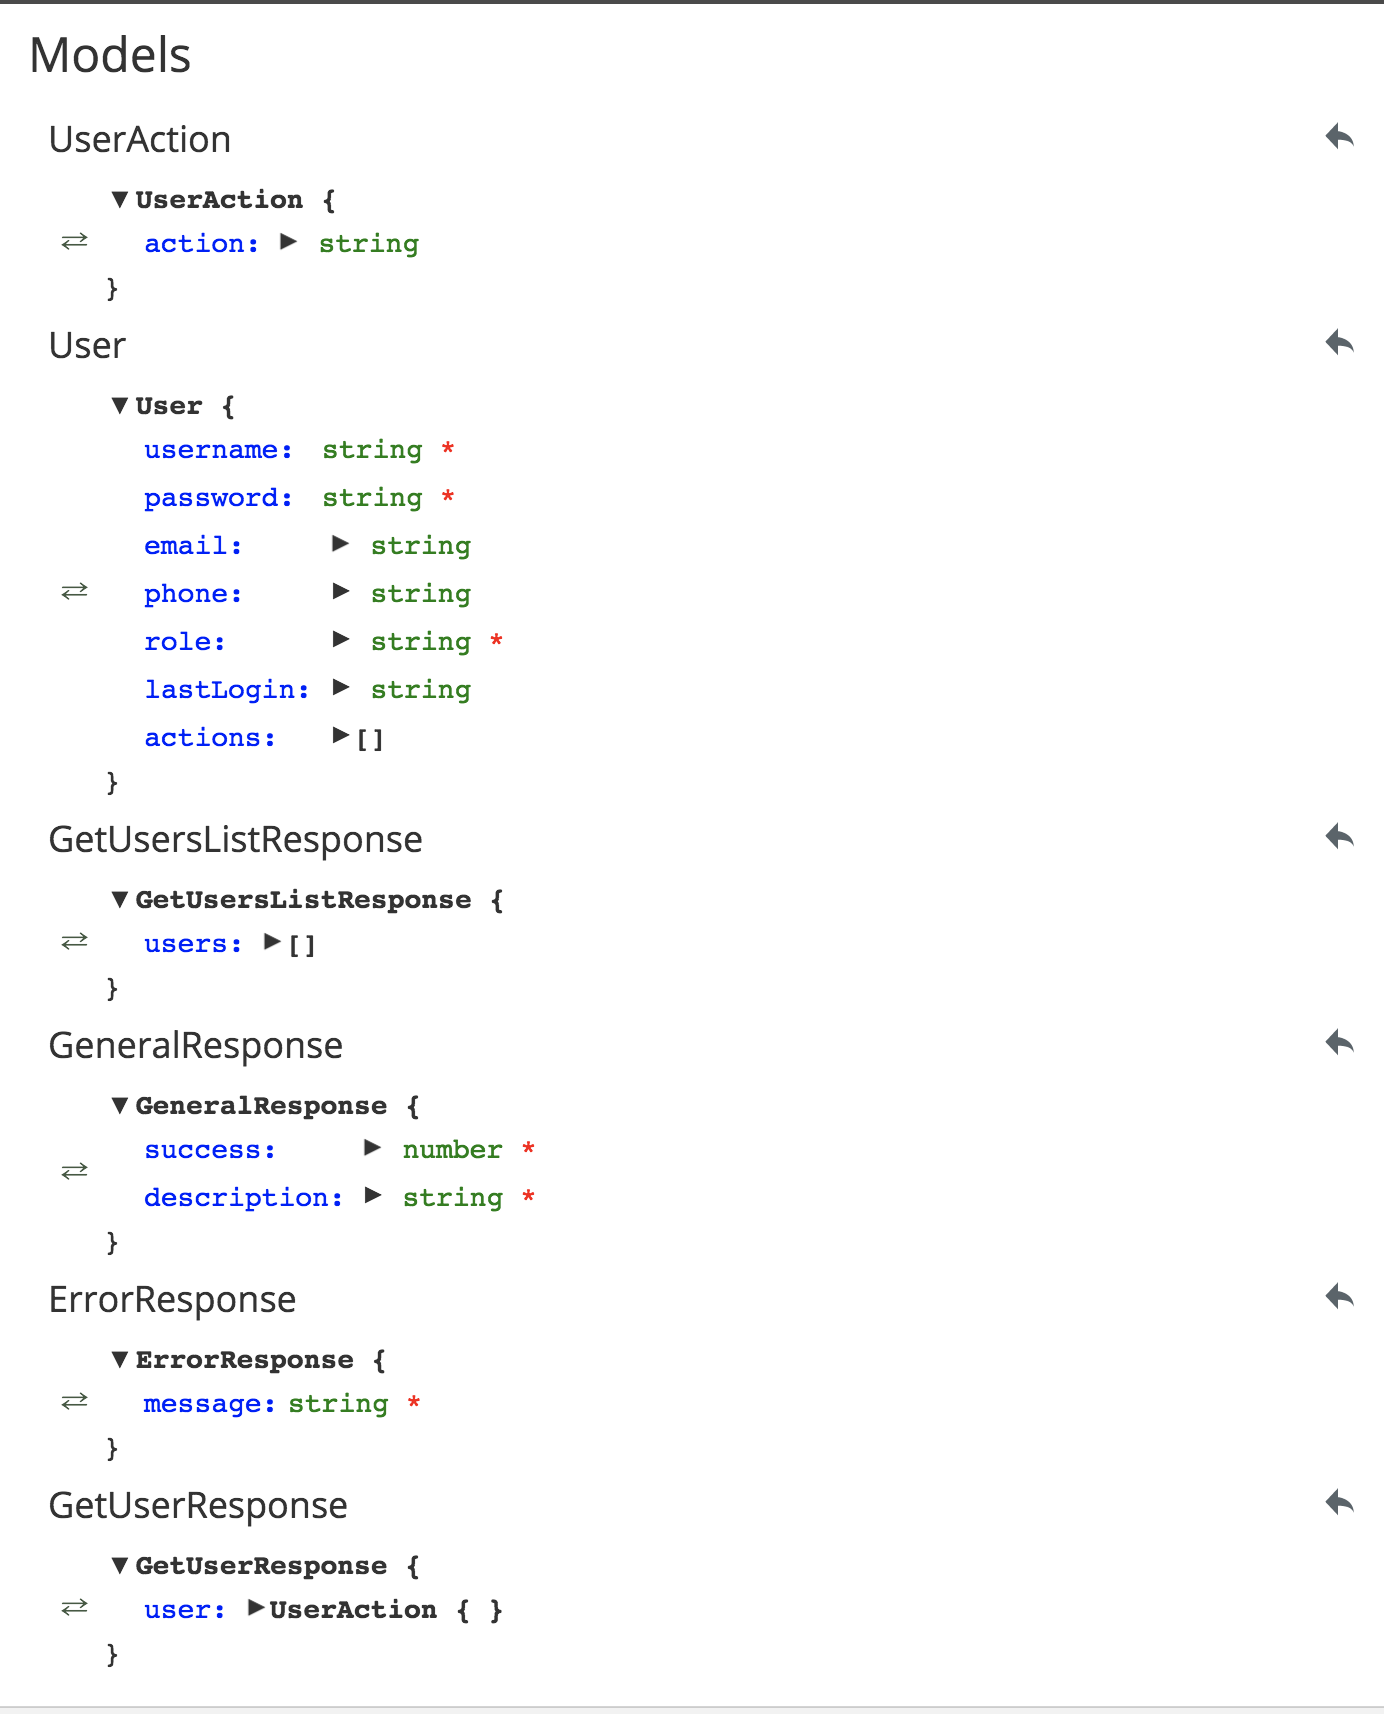 Models
UserAction
UserAction {
action: string
}
User
User {
username: string *
password: string *
email: string
phone: string
role: string *
lastLogin: string
actions: []
}
GetUsersListResponse
GetUsersListResponse {
users: []
}
GeneralResponse
GeneralResponse {
success: number *
description: string *
}
ErrorResponse
ErrorResponse {
message: string *
}
GetUserResponse
GetUserResponse {
user: UserAction { }
}